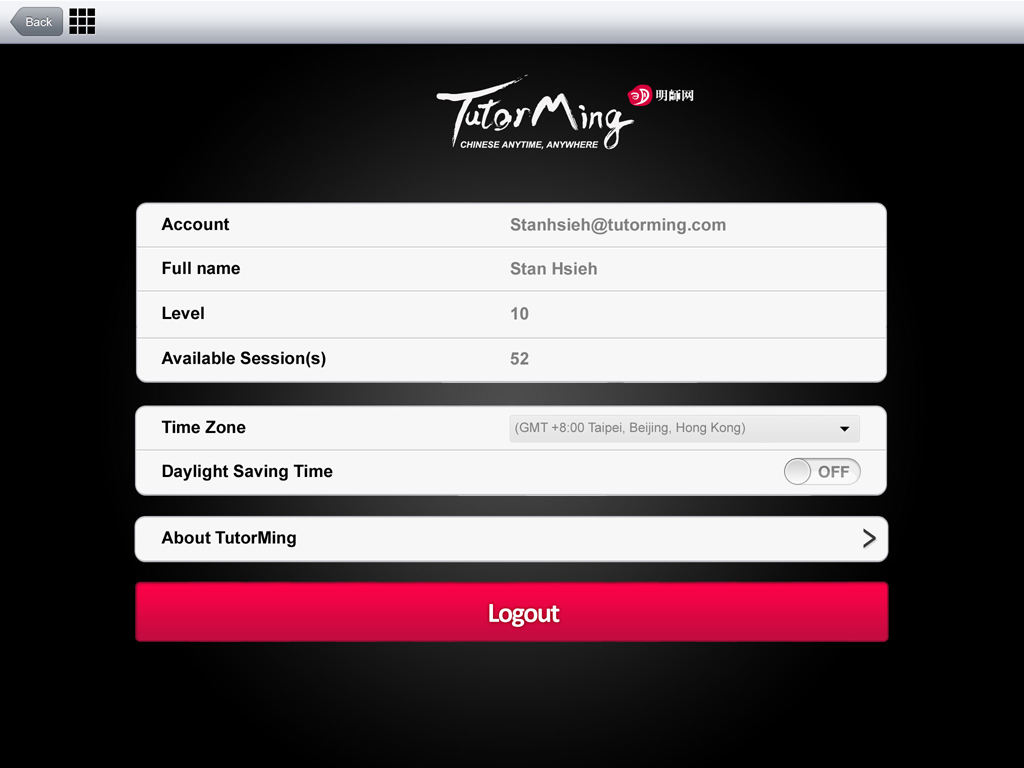 Back
TutorMing 明師网
CHINESE ANYTIME, ANYWHERE
Account Stanhsieh@tutorming.com
Full name Stan Hsieh
Level 10
Available Session(s) 52
Time Zone (GMT +8:00 Taipei, Beijing, Hong Kong)
Daylight Saving Time OFF
About TutorMing
Logout